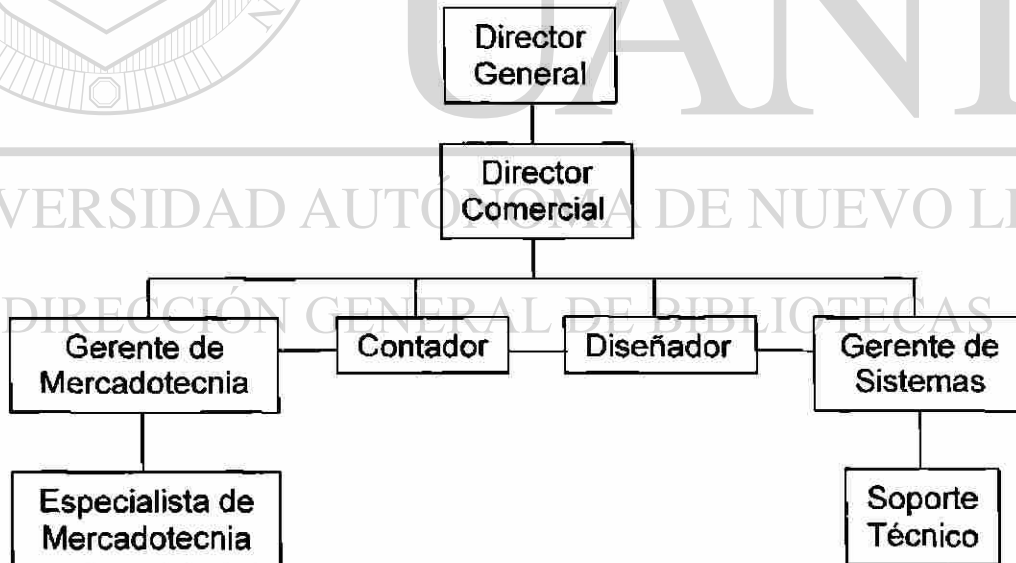 Director
General
UANL
Director
Comercial
VERSIDAD AUTÓNOMA DE NUEVO LE
DIRECCIÓN GENERAL DE BIBLIOTECAS
Gerente de
Mercadotecnia
Contador
Diseñador
Gerente de
Sistemas
Especialista de
Mercadotecnia
Soporte
Técnico